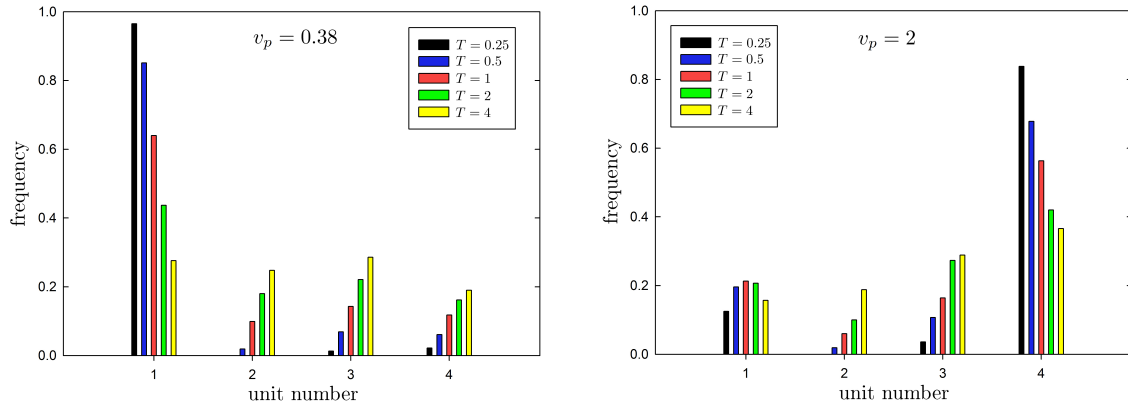 1.0
0.8
0.6
0.4
0.2
0.0
frequency
v_p = 0.38
T = 0.25
T = 0.5
T = 1
T = 2
T = 4
1 2 3 4
unit number
1.0
0.8
0.6
0.4
0.2
0.0
frequency
v_p = 2
T = 0.25
T = 0.5
T = 1
T = 2
T = 4
1 2 3 4
unit number